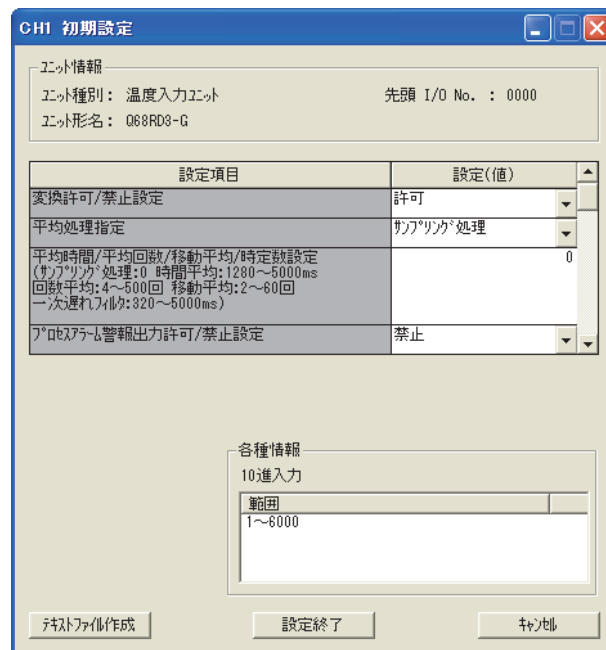 CH1 初期設定
ﾕﾆｯﾄ情報
ﾕﾆｯﾄ種別： 温度入力ﾕﾆｯﾄ 先頭 I/O No. : 0000
ﾕﾆｯﾄ形名： Q68RD3-G
設定項目 設定(値)
変換許可/禁止設定 許可
平均処理指定 ｻﾝﾌﾟﾘﾝｸﾞ処理
平均時間/平均回数/移動平均/時定数設定 0
(ｻﾝﾌﾟﾘﾝｸﾞ処理:0 時間平均:1280～5000ms
回数平均:4～500回 移動平均:2～60回
一次遅れﾌｨﾙﾀ:320～5000ms)
ﾌﾟﾛｾｽｱﾗｰﾑ警報出力許可/禁止設定 禁止
各種情報
10進入力
範囲
1～6000
ﾃｷｽﾄﾌｧｲﾙ作成 設定終了 ｷｬﾝｾﾙ